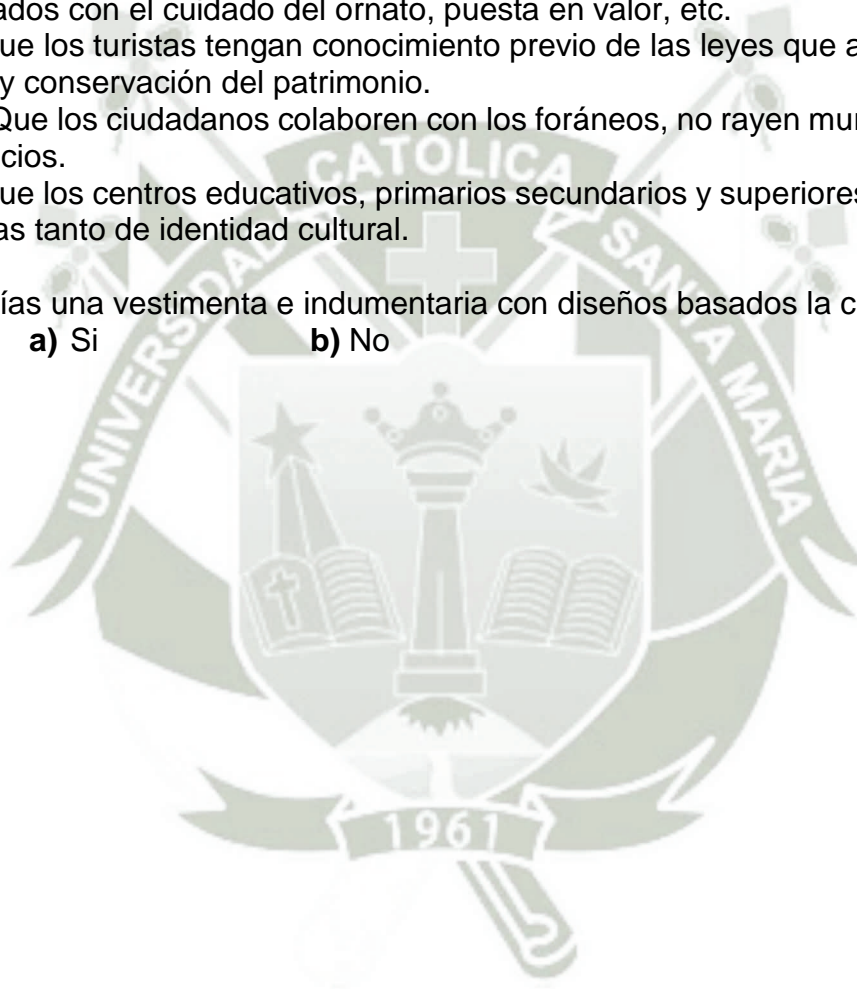 ados con el cuidado del ornato, puesta en valor, etc.
ue los turistas tengan conocimiento previo de las leyes que a
y conservación del patrimonio.
Que los ciudadanos colaboren con los foráneos, no rayen mur
cios.
ue los centros educativos, primarios secundarios y superiores
as tanto de identidad cultural.
ías una vestimenta e indumentaria con diseños basados la c
a) Si b) No
UNIVERSIDAD CATOLICA SANTA MARIA
1961